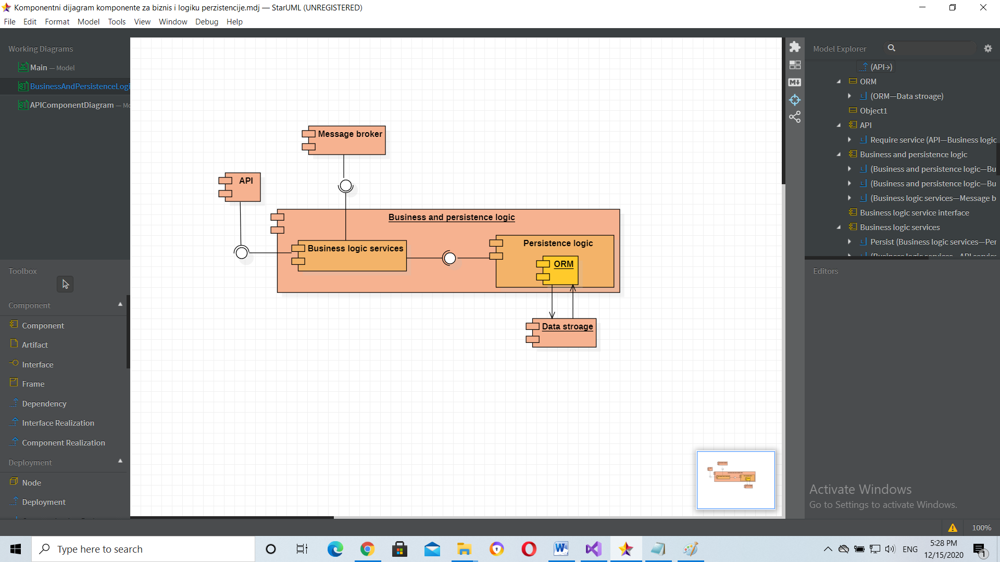 Komponentni dijagram komponente za biznis i logiku perzistencije.mdj — StarUML (UNREGISTERED)
File Edit Format Model Tools View Window Debug Help
Working Diagrams
Main — Model
BusinessAndPersistenceLogi
APIComponentDiagram — Mo
Toolbox
Component
Component
Artifact
Interface
Frame
Dependency
Interface Realization
Component Realization
Deployment
Node
Deployment
Message broker
API
Business and persistence logic
Business logic services
Persistence logic
ORM
Data stroage
Model Explorer
(API→)
ORM
(ORM—Data stroage)
Object1
API
Require service (API—Business logic
Business and persistence logic
(Business and persistence logic—Bu
(Business and persistence logic—Bu
(Business logic services—Message b
Business logic service interface
Business logic services
Persist (Business logic services—Per
Editors
Activate Windows
Go to Settings to activate Windows.
100%
Type here to search
ENG
5:28 PM
12/15/2020
1